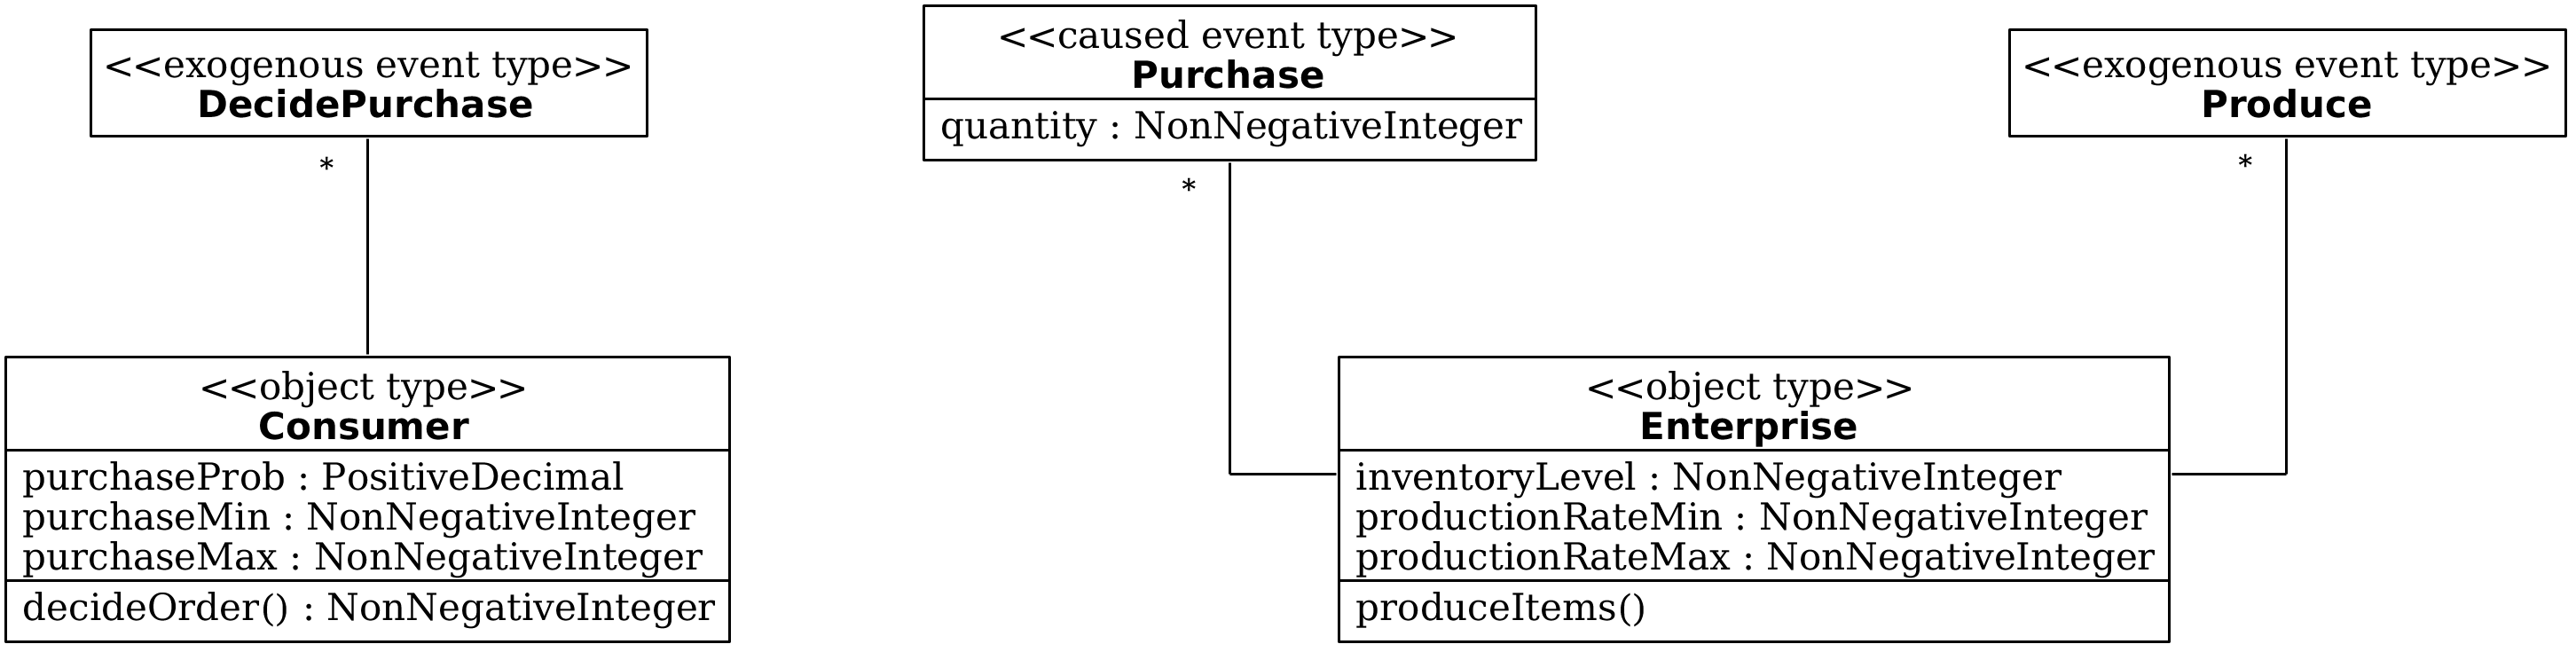 <<exogenous event type>>
DecidePurchase
*
<<caused event type>>
Purchase
quantity : NonNegativeInteger
*
<<exogenous event type>>
Produce
*
<<object type>>
Consumer
purchaseProb : PositiveDecimal
purchaseMin : NonNegativeInteger
purchaseMax : NonNegativeInteger
decideOrder() : NonNegativeInteger
<<object type>>
Enterprise
inventoryLevel : NonNegativeInteger
productionRateMin : NonNegativeInteger
productionRateMax : NonNegativeInteger
produceItems()